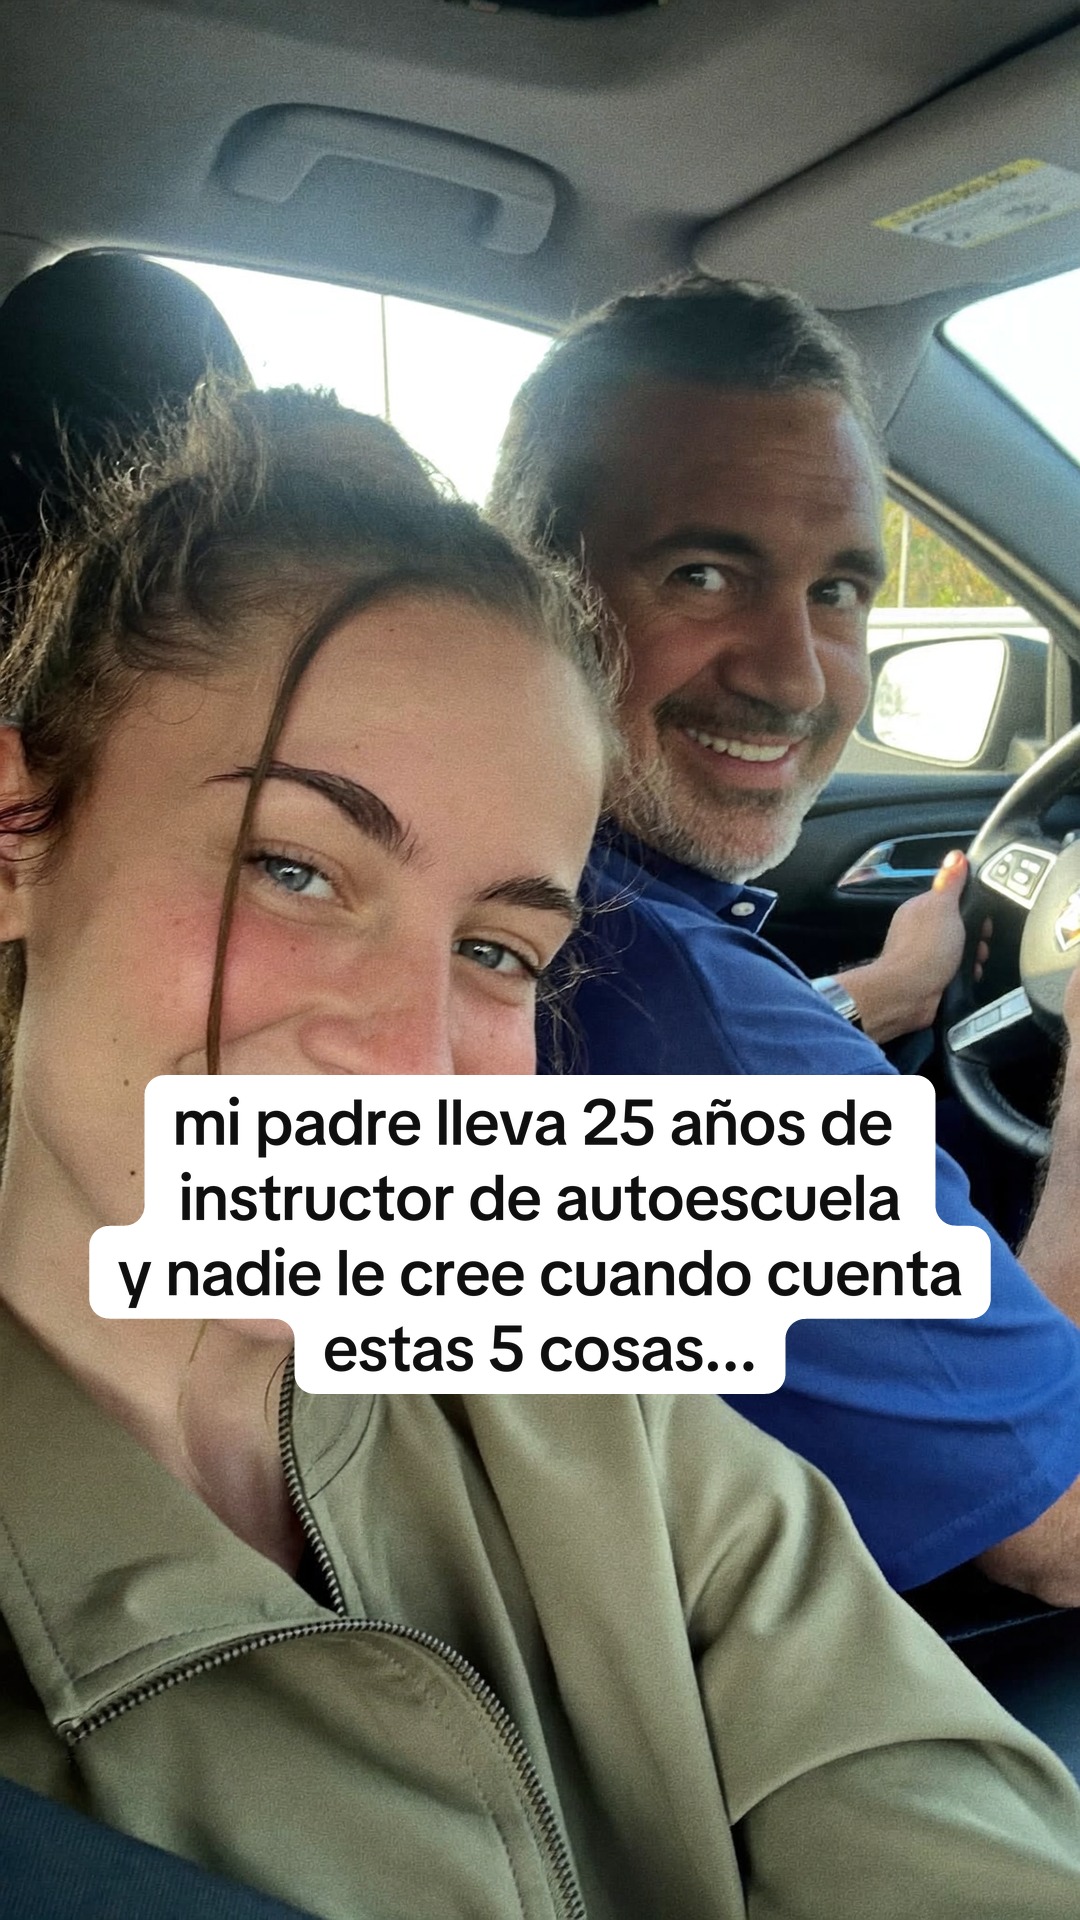 mi padre lleva 25 años de
instructor de autoescuela
y nadie le cree cuando cuenta
estas 5 cosas...